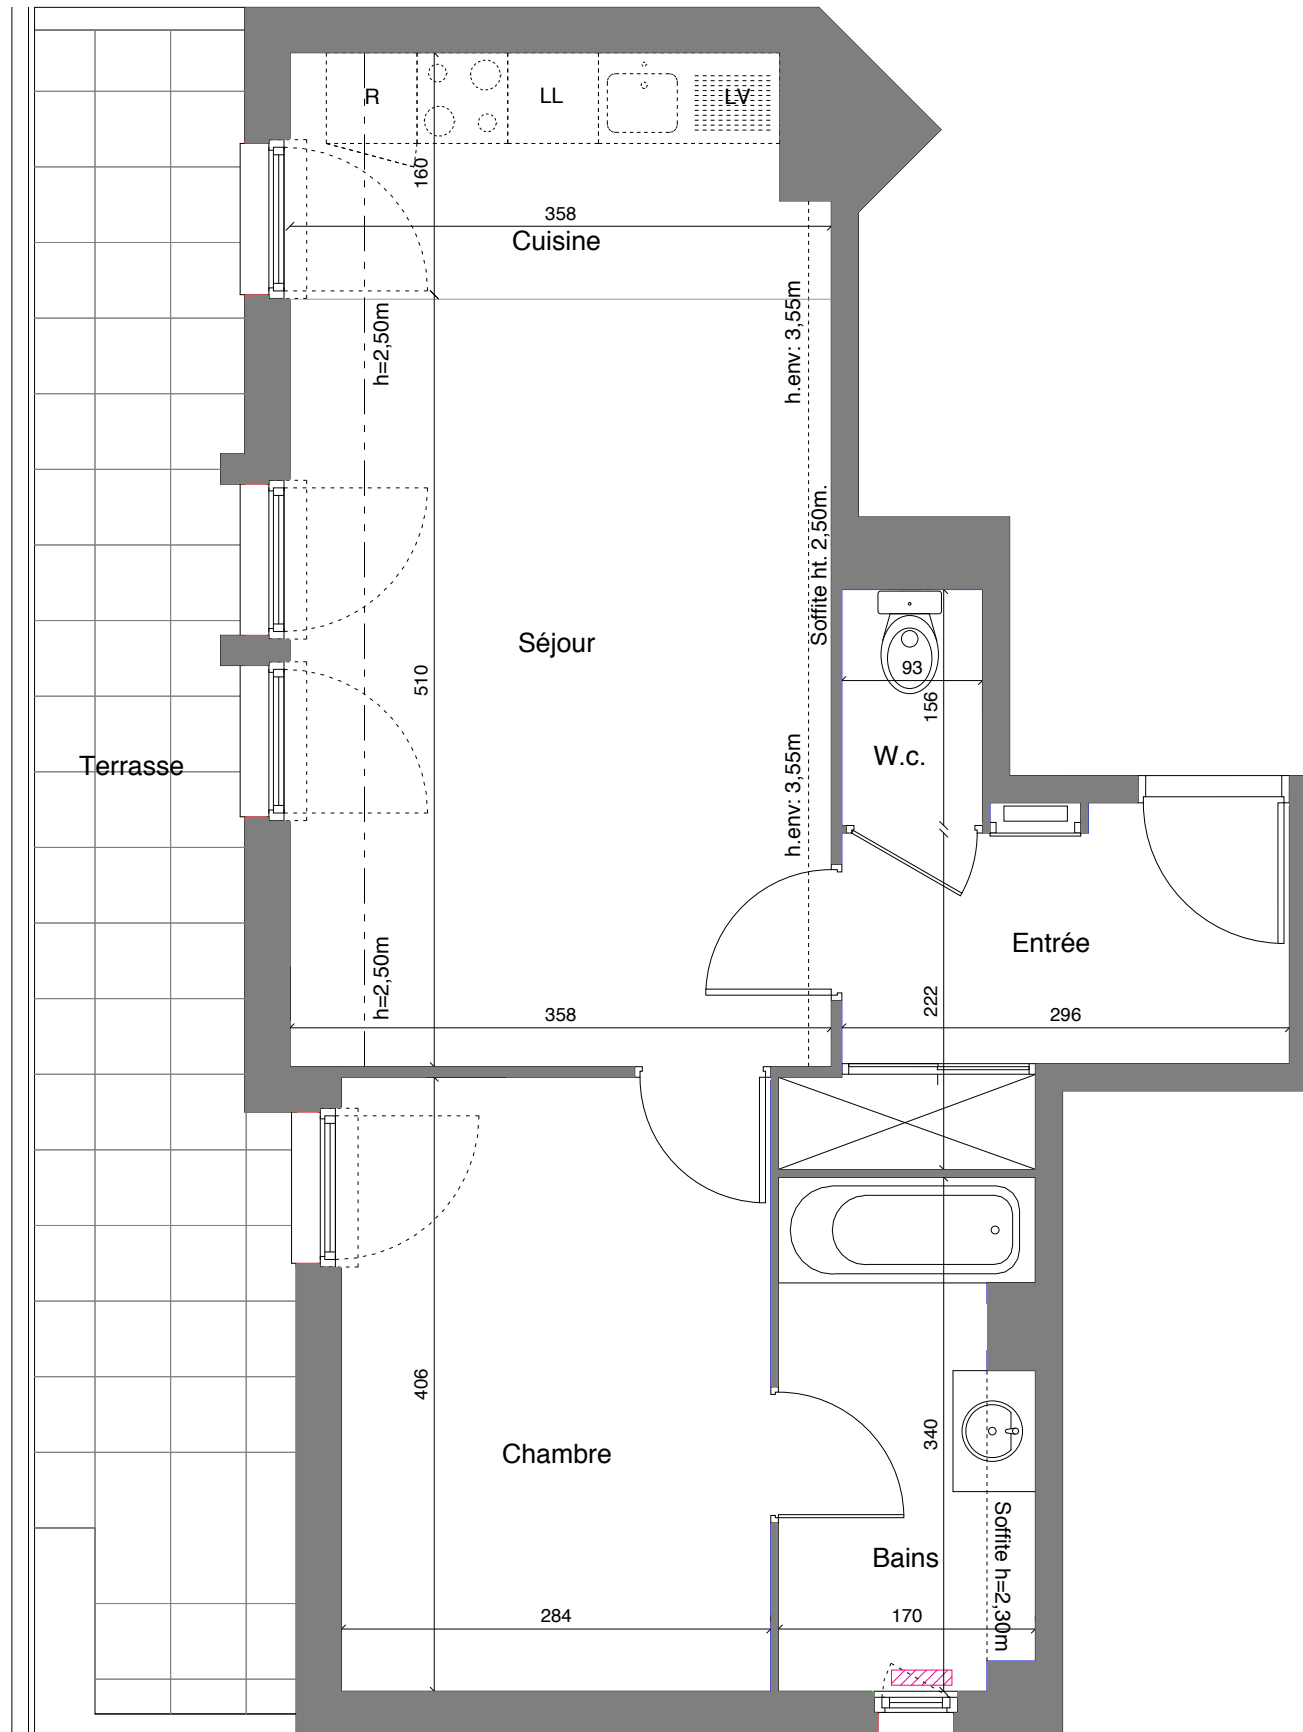 R
LL
LV
160
358
Cuisine
h=2,50m
h.env: 3,55m
Soffite ht. 2,50m.
Séjour
510
93
156
W.c.
Terrasse
h.env: 3,55m
Entrée
h=2,50m
222
358
296
406
340
Chambre
Soffite h=2,30m
Bains
284
170